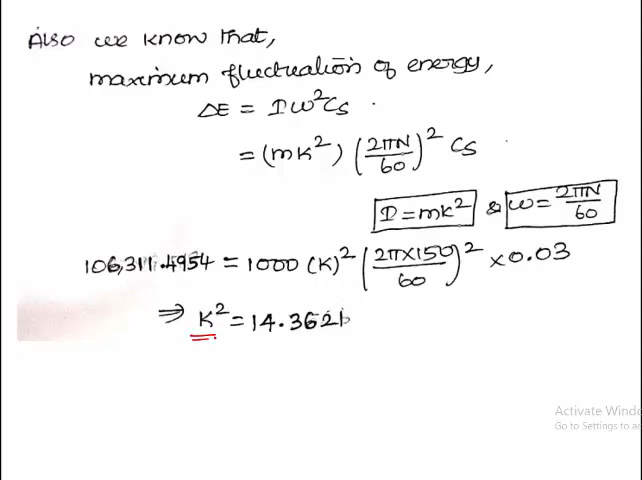 Also we know that,
maximum fluctuation of energy,
ΔE = Iω²Cs
= (mK²) (2πN/60)² Cs
I = mk² & ω = 2πN/60
106,311.4954 = 1000 (K)² (2π×150/60)² × 0.03
⇒ K² = 14.3621
Activate Windo
Go to Settings to a